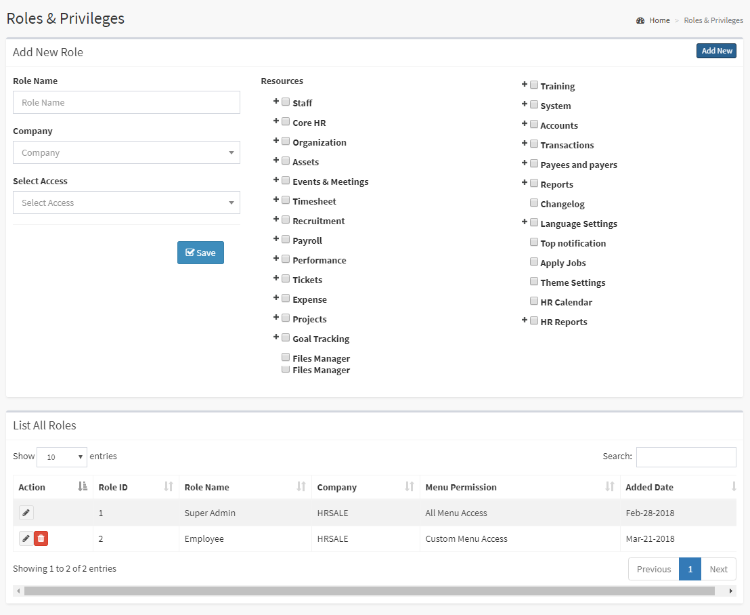 Roles & Privileges
Home » Roles & Privileges
Add New Role
Add New
Role Name
Role Name
Company
Company
Select Access
Select Access
Save
Resources
+ Staff
+ Core HR
+ Organization
+ Assets
+ Events & Meetings
+ Timesheet
+ Recruitment
+ Payroll
+ Performance
+ Tickets
+ Expense
+ Projects
+ Goal Tracking
Files Manager
Files Manager
+ Training
+ System
+ Accounts
+ Transactions
+ Payees and payers
+ Reports
Changelog
+ Language Settings
Top notification
Apply Jobs
Theme Settings
HR Calendar
+ HR Reports
List All Roles
Show 10 entries
Search:
Action Role ID Role Name Company Menu Permission Added Date
1 Super Admin HRSALE All Menu Access Feb-28-2018
2 Employee HRSALE Custom Menu Access Mar-21-2018
Showing 1 to 2 of 2 entries
Previous 1 Next